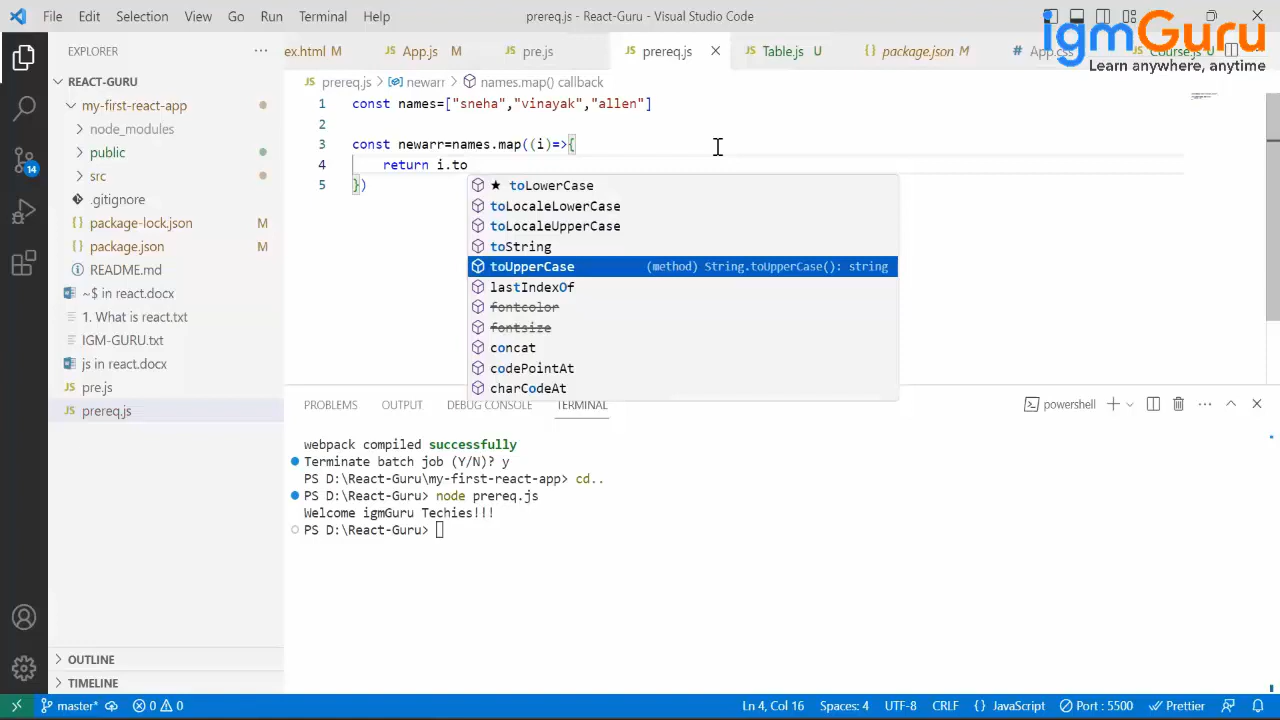 File Edit Selection View Go Run Terminal Help prereq.js - React-Guru - Visual Studio Code
igmGuru
Learn anywhere, anytime
EXPLORER
ex.html M App.js M pre.js prereq.js Table.js U package.json M App.css Course.js U
REACT-GURU
prereq.js > newarr > names.map() callback
my-first-react-app
node_modules
public
src
.gitignore
package-lock.json M
package.json M
README.md
~$ in react.docx
1. What is react.txt
IGM-GURU.txt
js in react.docx
pre.js
prereq.js
14
1 const names=["sneha","vinayak","allen"]
2
3 const newarr=names.map((i)=>{
4 return i.to
5 })
★ toLowerCase
toLocaleLowerCase
toLocaleUpperCase
toString
toUpperCase (method) String.toUpperCase(): string
lastIndexOf
fontcolor
fontsize
concat
codePointAt
charCodeAt
PROBLEMS OUTPUT DEBUG CONSOLE TERMINAL powershell
webpack compiled successfully
Terminate batch job (Y/N)? y
PS D:\React-Guru\my-first-react-app> cd..
PS D:\React-Guru> node prereq.js
Welcome igmGuru Techies!!!
PS D:\React-Guru>
OUTLINE
TIMELINE
master* 0 0 Ln 4, Col 16 Spaces: 4 UTF-8 CRLF {} JavaScript Port : 5500 Prettier